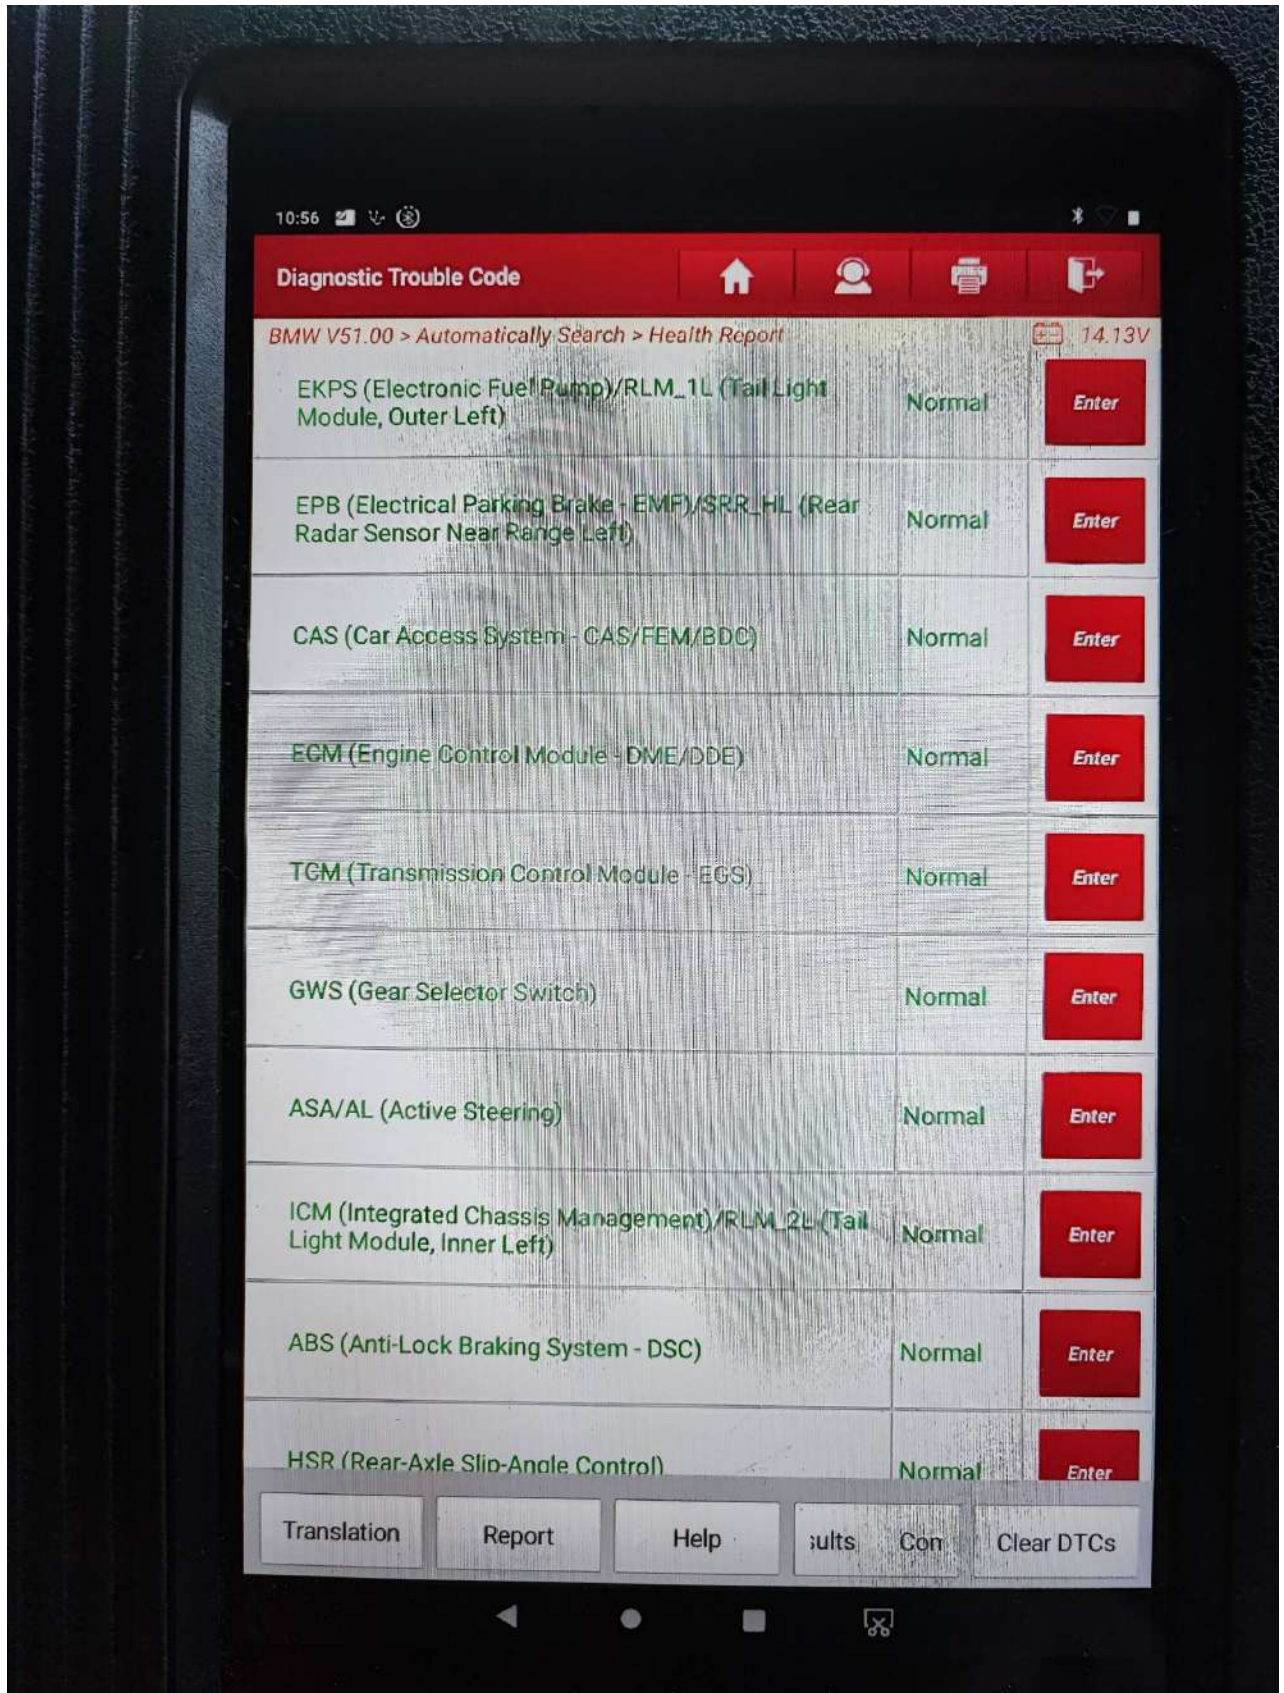 10:56
Diagnostic Trouble Code
BMW V51.00 > Automatically Search > Health Report 14.13V
EKPS (Electronic Fuel Pump)/RLM_1L (Tail Light
Module, Outer Left)
Normal
Enter
EPB (Electrical Parking Brake - EMF)/SRR_HL (Rear
Radar Sensor Near Range Left)
Normal
Enter
CAS (Car Access System - CAS/FEM/BDC)
Normal
Enter
ECM (Engine Control Module - DME/DDE)
Normal
Enter
TCM (Transmission Control Module - EGS)
Normal
Enter
GWS (Gear Selector Switch)
Normal
Enter
ASA/AL (Active Steering)
Normal
Enter
ICM (Integrated Chassis Management)/RLM_2L (Tail
Light Module, Inner Left)
Normal
Enter
ABS (Anti-Lock Braking System - DSC)
Normal
Enter
HSR (Rear-Axle Slip-Angle Control)
Normal
Enter
Translation Report Help sults Con Clear DTCs